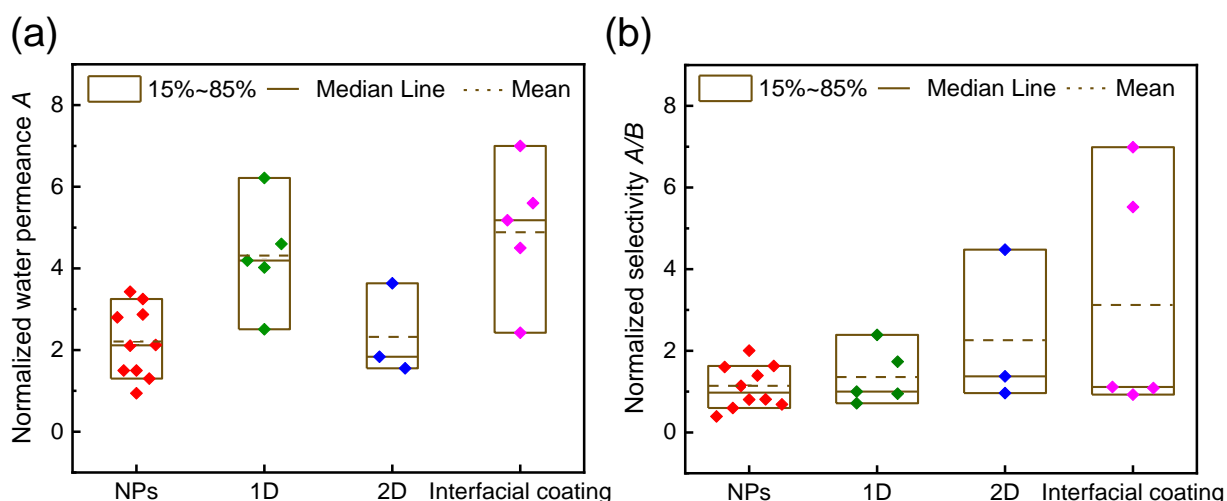 (a)
15%~85% Median Line Mean
Normalized water permeance A
8
6
4
2
0
NPs 1D 2D Interfacial coating
(b)
15%~85% Median Line Mean
Normalized selectivity A/B
8
6
4
2
0
NPs 1D 2D Interfacial coating